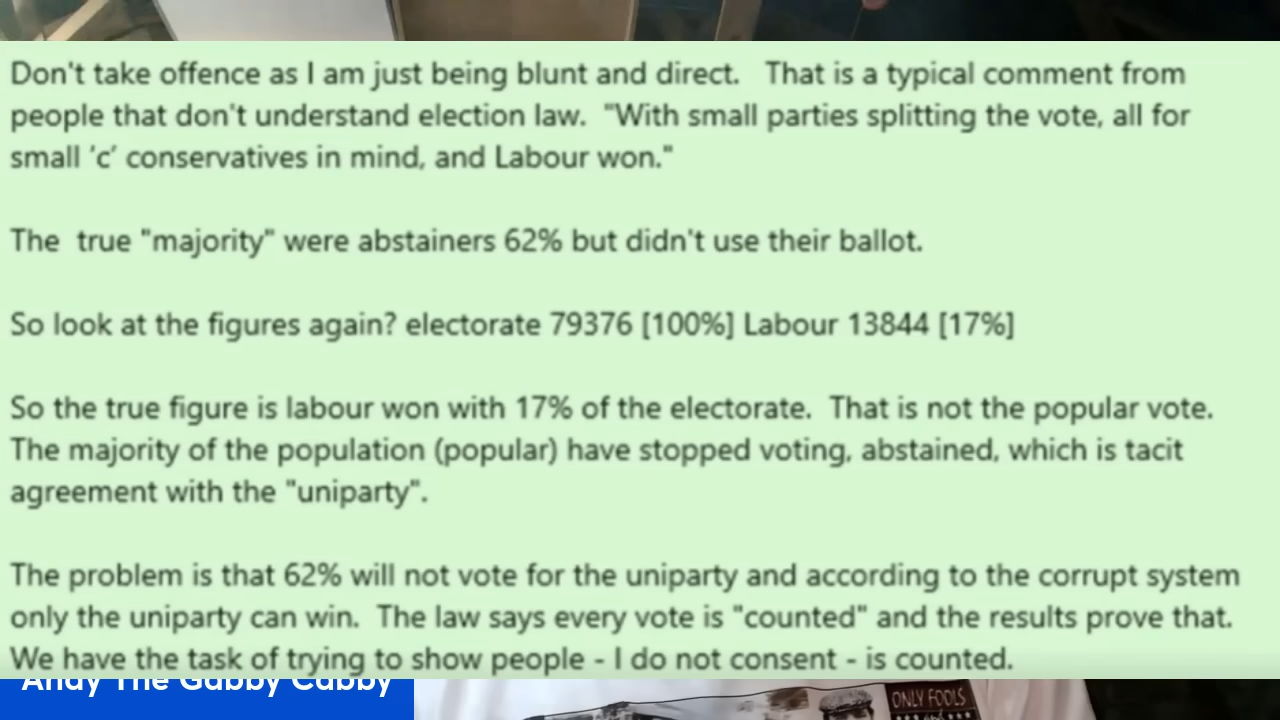 Don't take offence as I am just being blunt and direct.   That is a typical comment from
people that don't understand election law.  "With small parties splitting the vote, all for
small ‘c’ conservatives in mind, and Labour won."
The  true "majority" were abstainers 62% but didn't use their ballot.
So look at the figures again? electorate 79376 [100%] Labour 13844 [17%]
So the true figure is labour won with 17% of the electorate.  That is not the popular vote.
The majority of the population (popular) have stopped voting, abstained, which is tacit
agreement with the "uniparty".
The problem is that 62% will not vote for the uniparty and according to the corrupt system
only the uniparty can win.  The law says every vote is "counted" and the results prove that.
We have the task of trying to show people - I do not consent - is counted.
Andy The Gabby Cabby
ONLY FOOLS